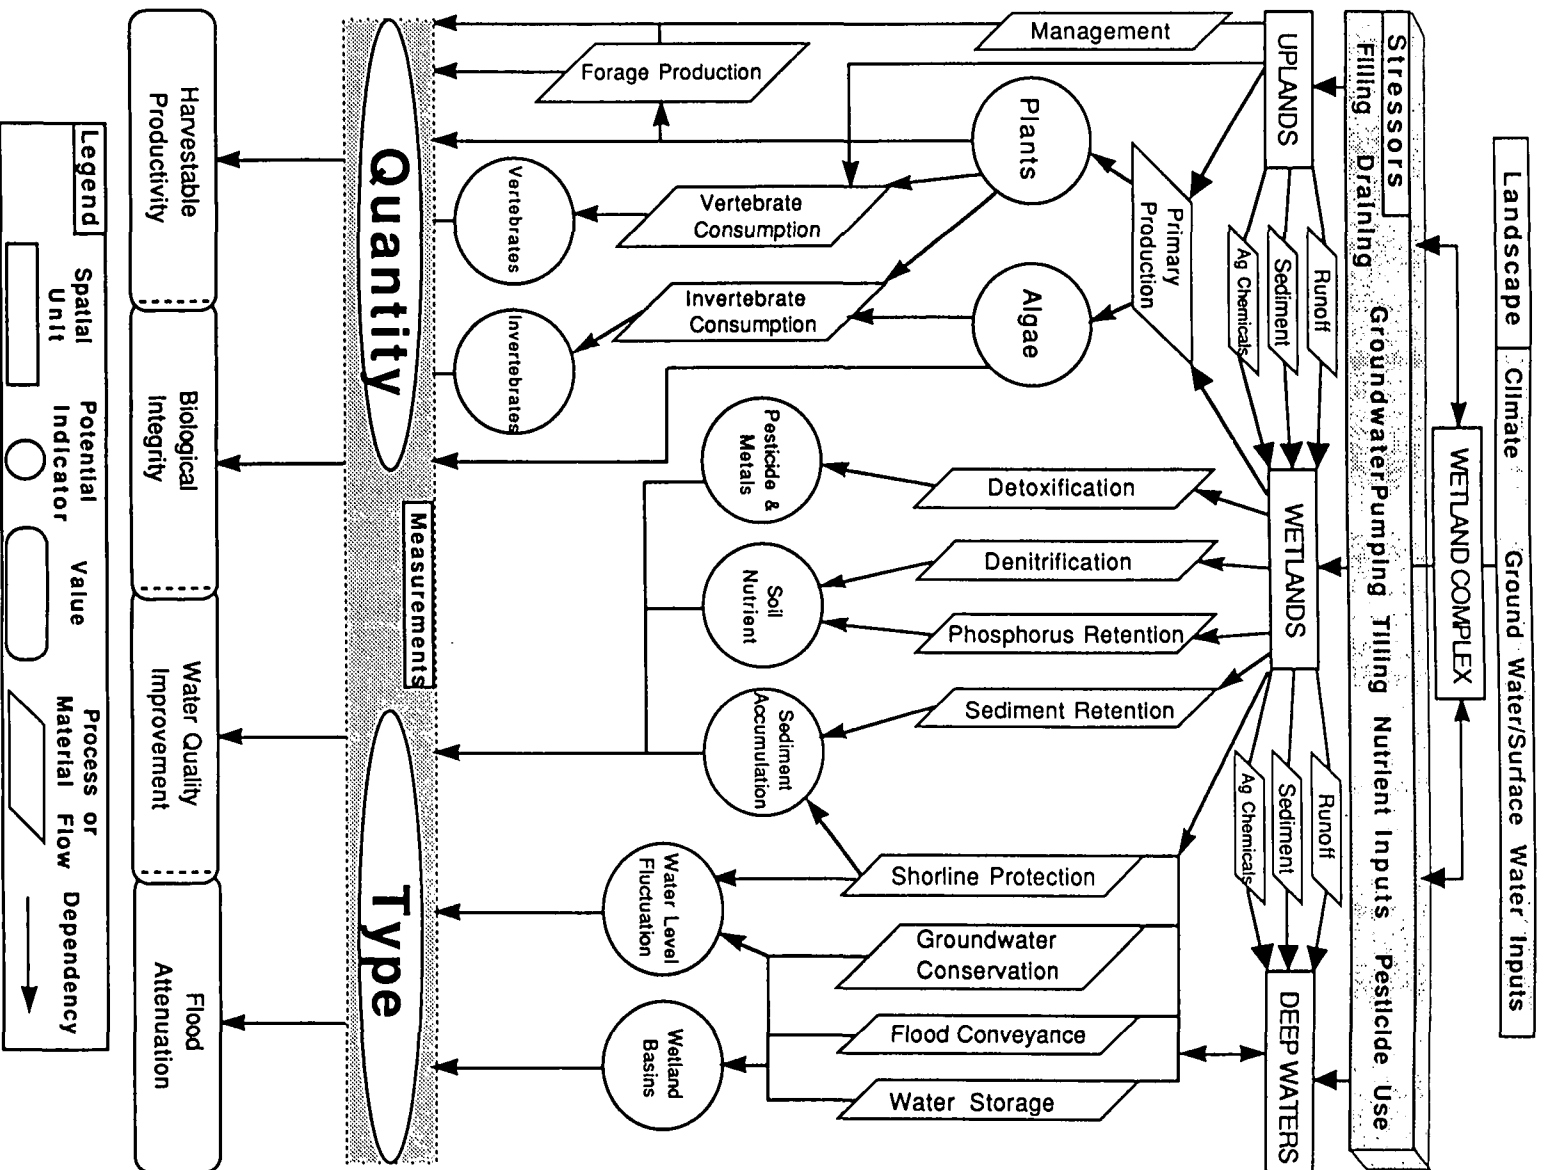 Landscape
Climate
Ground Water/Surface Water Inputs
WETLAND COMPLEX
Stressors
Filling Draining Groundwater Pumping Tilling Nutrient Inputs Pesticide Use
UPLANDS
Runoff
Sediment
Ag Chemicals
WETLANDS
Runoff
Sediment
Ag Chemicals
DEEP WATERS
Management
Primary
Production
Plants
Algae
Forage Production
Vertebrate
Consumption
Invertebrate
Consumption
Detoxification
Denitrification
Phosphorus Retention
Sediment Retention
Shorline Protection
Groundwater
Conservation
Flood Conveyance
Water Storage
Vertebrates
Invertebrates
Pesticide &
Metals
Soil
Nutrient
Sediment
Accumulation
Water Level
Fluctuation
Wetland
Basins
Measurements
Quantity
Type
Harvestable
Productivity
Biological
Integrity
Water Quality
Improvement
Flood
Attenuation
Legend
Spatial
Unit
Potential
Indicator
Value
Process or
Material Flow
Dependency